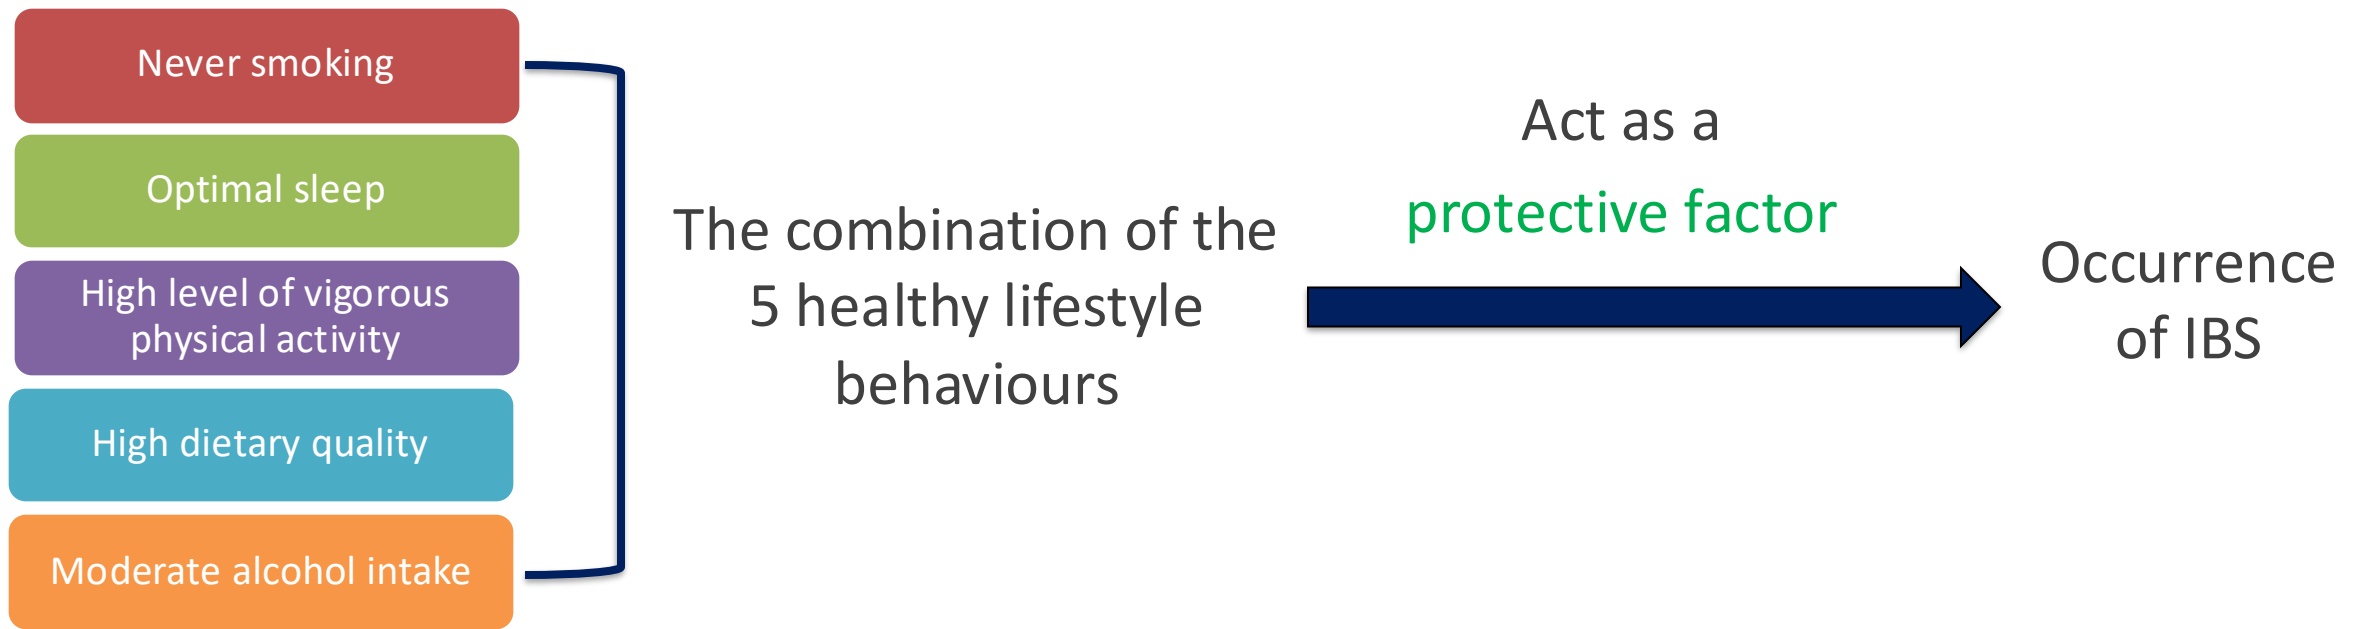 Never smoking
Optimal sleep
High level of vigorous
physical activity
High dietary quality
Moderate alcohol intake
The combination of the
5 healthy lifestyle
behaviours
Act as a
protective factor
Occurrence
of IBS